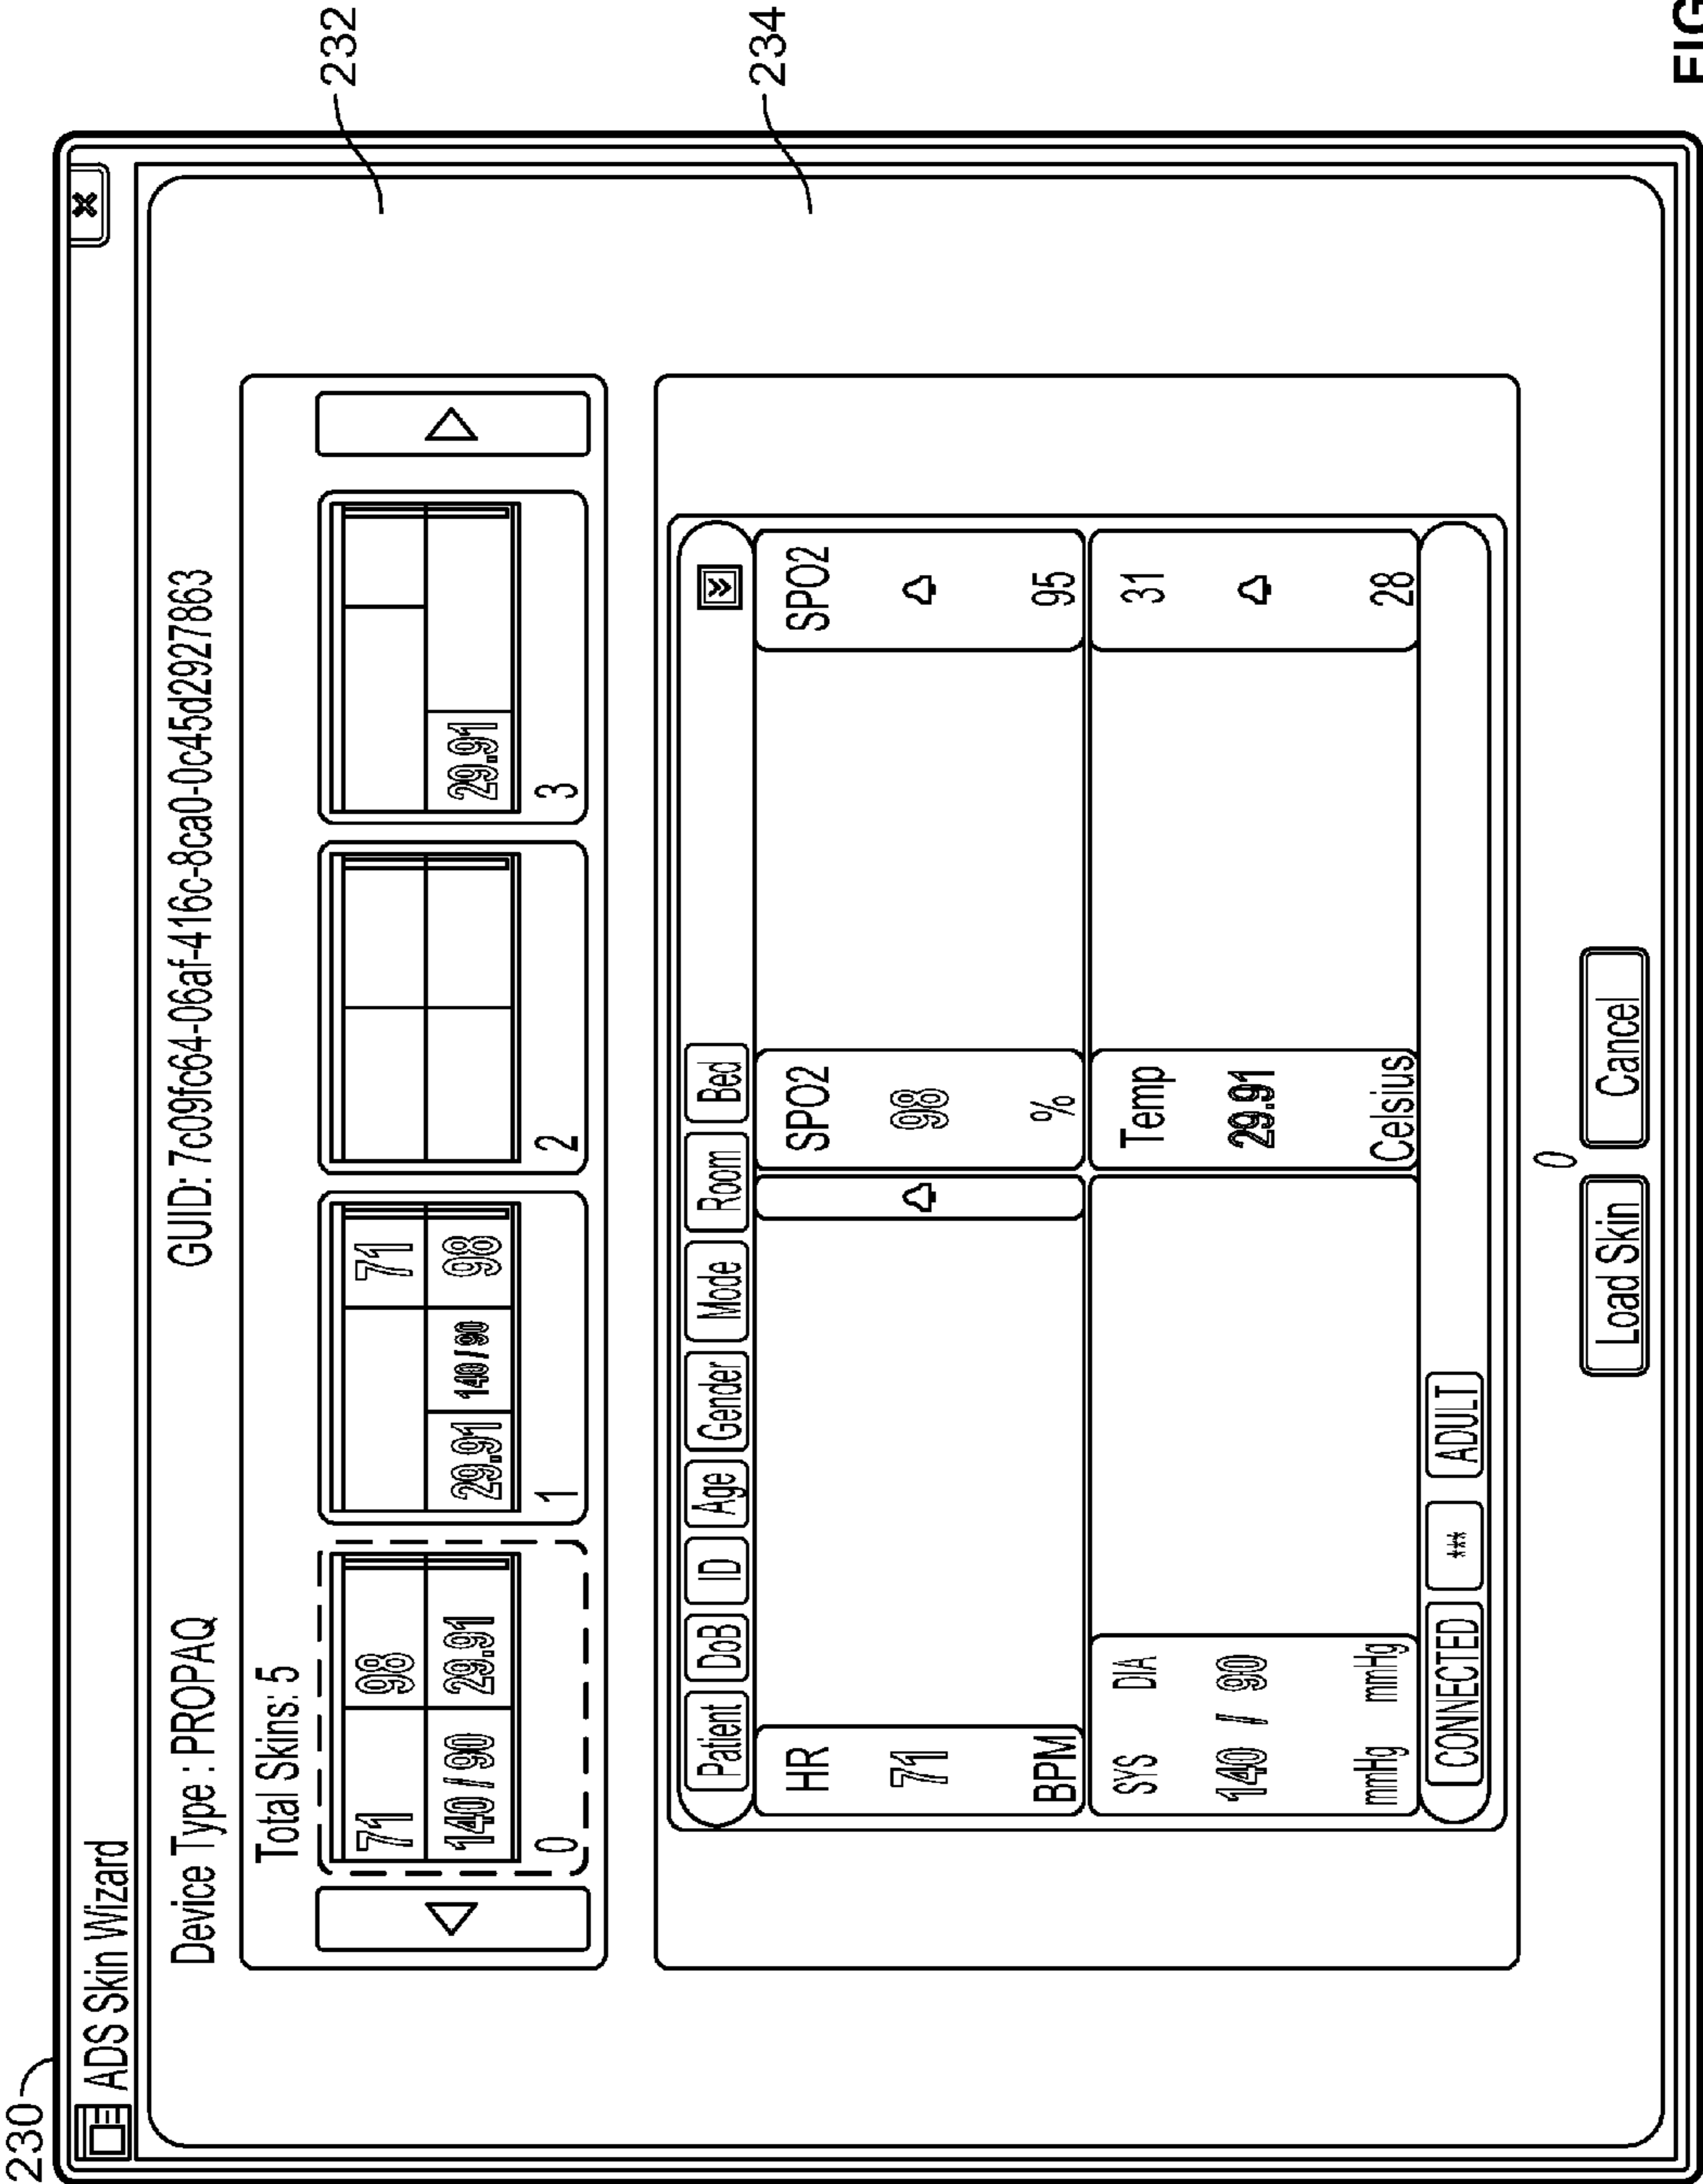 230
ADS Skin Wizard
Device Type : PROPAQ GUID: 7c09fc64-06af-416c-8ca0-0c45d2927863
232
Total Skins: 5
71 98
140 / 90 29.91
0
71
29.91 140 / 90 98
1
2
29.91
3
234
Patient DoB ID Age Gender Mode Room Bed
HR
71
BPM
SPO2
98
%
SPO2
95
SYS DIA
140 / 90
mmHg mmHg
Temp
29.91
Celsius
31
28
CONNECTED *** ADULT
0
Load Skin Cancel
FIG